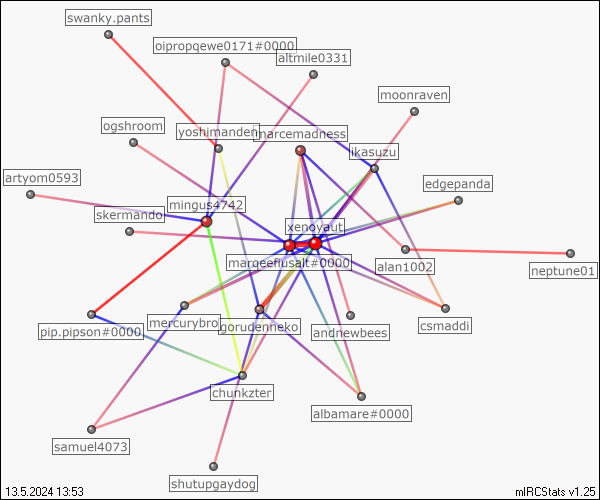 swanky.pants
oipropqewe0171#0000
altmile0331
moonraven
ogshroom
yoshimanden
marcemadness
ikasuzu
artyom0593
edgepanda
mingus4742
skermando
xenoyaut
marqeeflusalt#0000
alan1002
neptune01
mercurybro
gorudenneko
andnewbees
csmaddi
pip.pipson#0000
chunkzter
albamare#0000
samuel4073
shutupgaydog
13.5.2024 13:53
mIRCStats v1.25